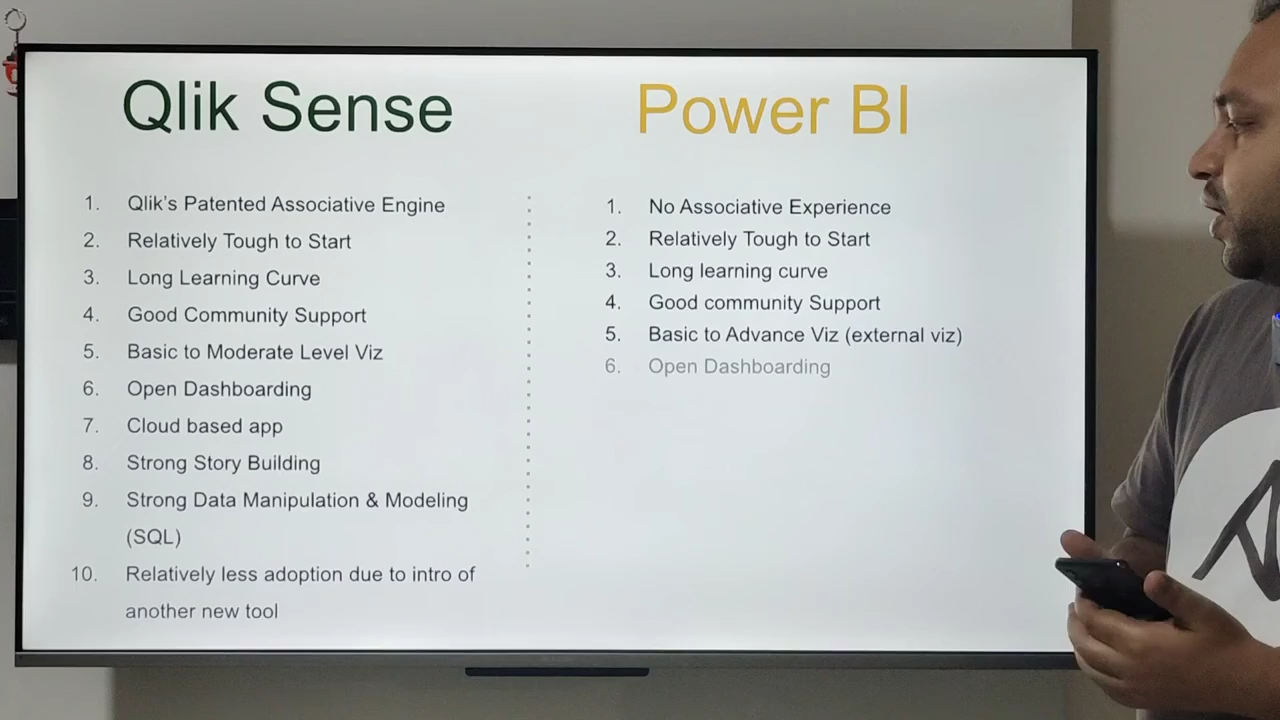 Qlik Sense
1. Qlik's Patented Associative Engine
2. Relatively Tough to Start
3. Long Learning Curve
4. Good Community Support
5. Basic to Moderate Level Viz
6. Open Dashboarding
7. Cloud based app
8. Strong Story Building
9. Strong Data Manipulation & Modeling
(SQL)
10. Relatively less adoption due to intro of
another new tool
Power BI
1. No Associative Experience
2. Relatively Tough to Start
3. Long learning curve
4. Good community Support
5. Basic to Advance Viz (external viz)
6. Open Dashboarding